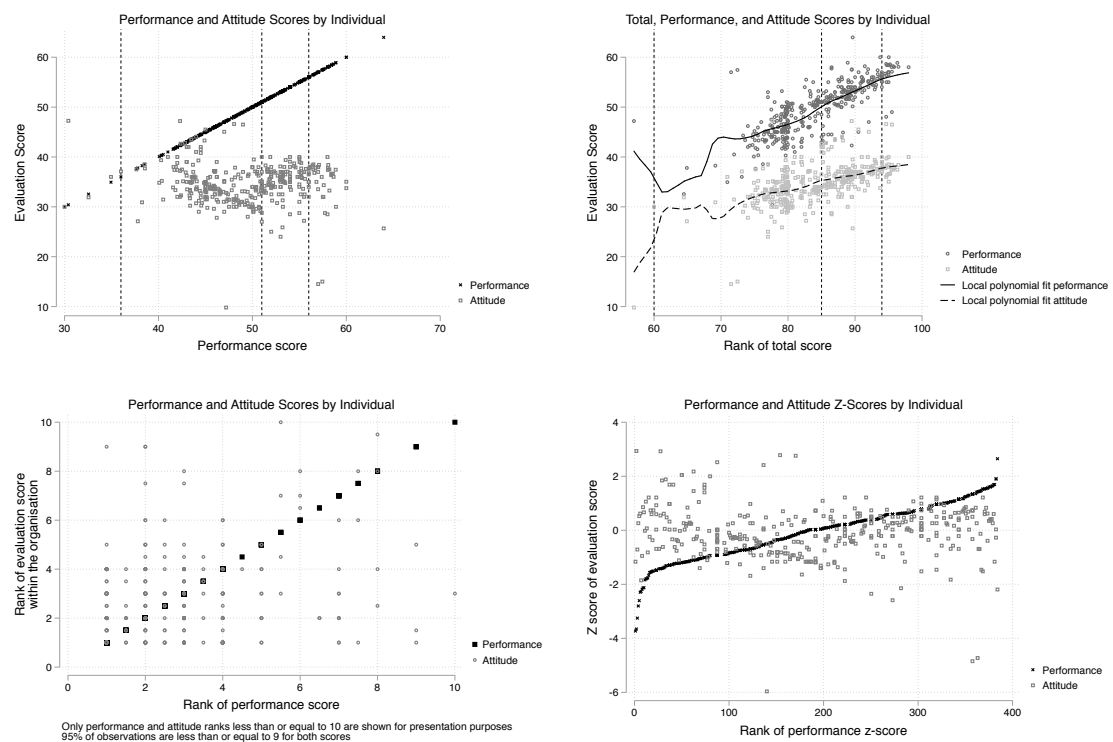 Performance and Attitude Scores by Individual
Evaluation Score
60
50
40
30
20
10
30
40
50
60
70
Performance score
Performance
Attitude
Total, Performance, and Attitude Scores by Individual
Evaluation Score
60
50
40
30
20
10
60
70
80
90
100
Rank of total score
Performance
Attitude
Local polynomial fit peformance
Local polynomial fit attitude
Performance and Attitude Scores by Individual
Rank of evaluation score
within the organisation
10
8
6
4
2
0
0
2
4
6
8
10
Rank of performance score
Performance
Attitude
Only performance and attitude ranks less than or equal to 10 are shown for presentation purposes
95% of observations are less than or equal to 9 for both scores
Performance and Attitude Z-Scores by Individual
Z score of evaluation score
4
2
0
-2
-4
-6
0
100
200
300
400
Rank of performance z-score
Performance
Attitude